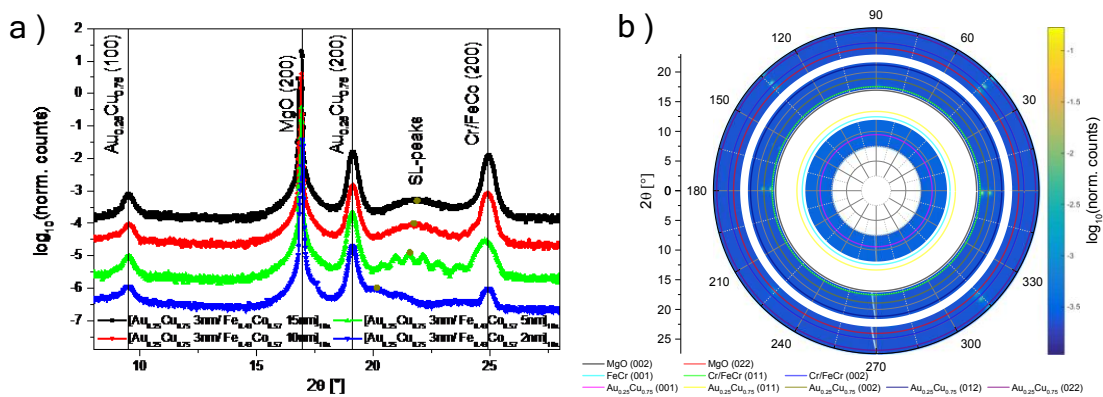 a )
log10(norm. counts)
2
1
0
-1
-2
-3
-4
-5
-6
-7
Au0.25Cu0.75 (100)
MgO (200)
Au0.25Cu0.75 (200)
SL-peaks
Cr/FeCo (200)
[Au0.25Cu0.75 3nm/ Fe0.43Co0.57 15nm]10x. [Au0.25Cu0.75 3nm/ Fe0.43Co0.57 5nm]10x.
[Au0.25Cu0.75 3nm/ Fe0.43Co0.57 10nm]10x. [Au0.25Cu0.75 3nm/ Fe0.43Co0.57 2nm]10x.
10 15 20 25
2θ [°]
b )
90
120 60
150 30
180 0
210 330
240 300
270
2θ [°]
25
20
15
10
5
0
5
10
15
20
25
-1
-1.5
-2
-2.5
-3
-3.5
log10(norm. counts)
MgO (002) MgO (022)
FeCr (001) Cr/FeCr (011) Cr/FeCr (002)
Au0.25Cu0.75 (001) Au0.25Cu0.75 (011) Au0.25Cu0.75 (002) Au0.25Cu0.75 (012) Au0.25Cu0.75 (022)